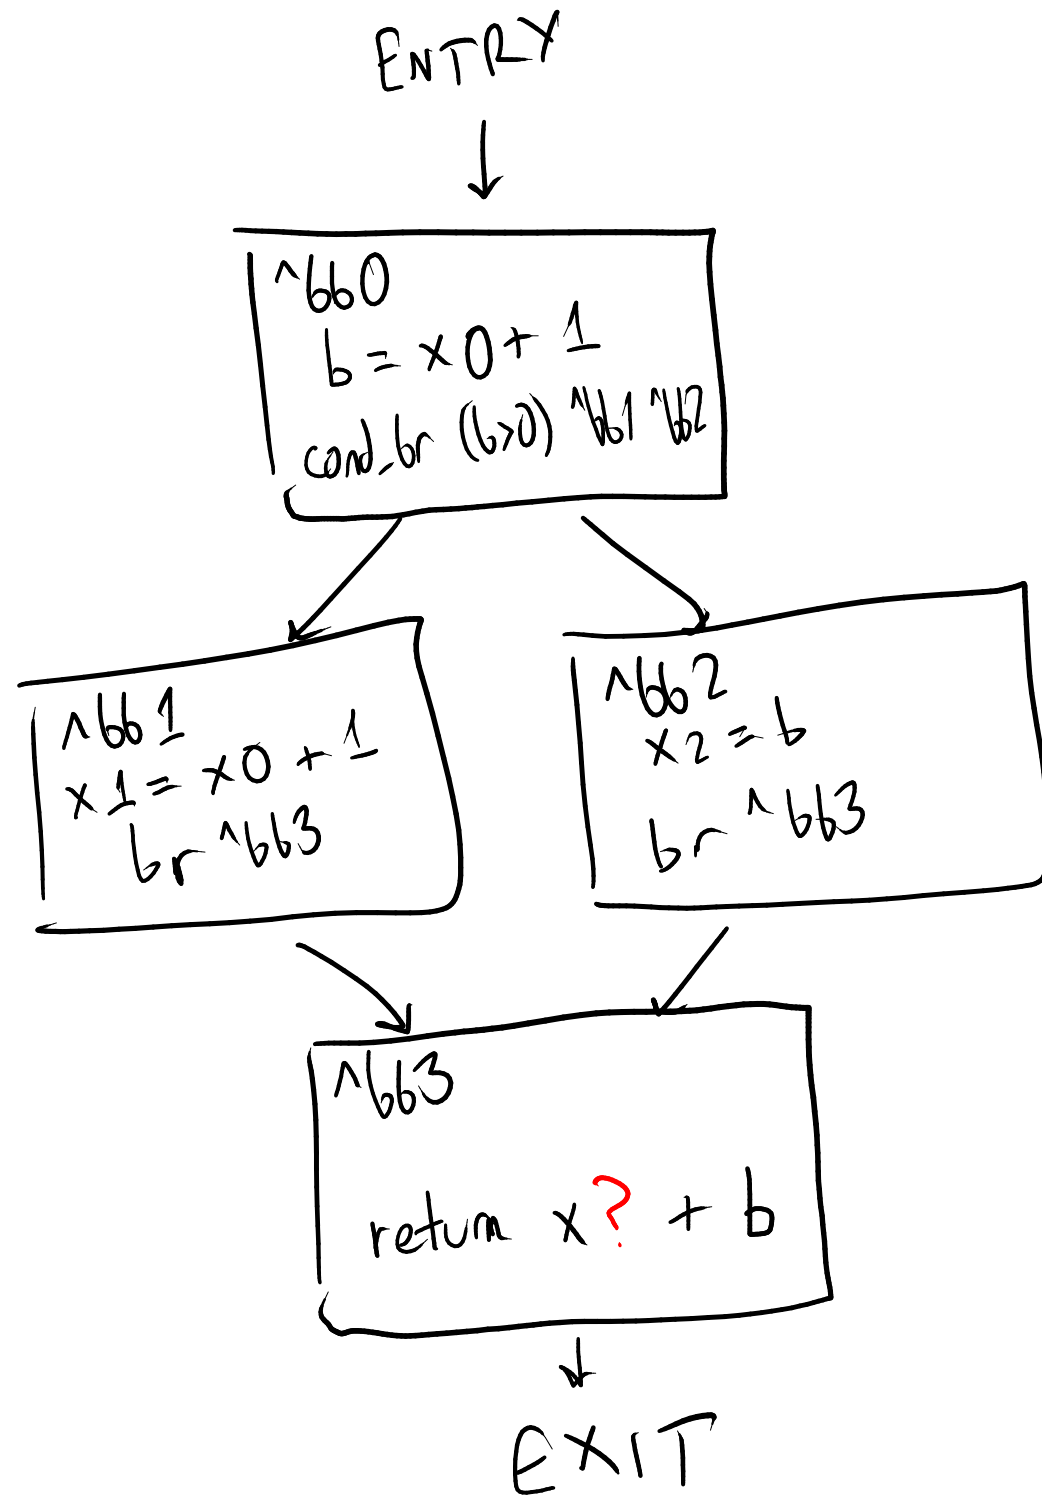 ENTRY
^bb0
b = x0 + 1
cond_br (b>0) ^bb1 ^bb2
^bb1
x1 = x0 + 1
br ^bb3
^bb2
x2 = b
br ^bb3
^bb3
return x? + b
EXIT